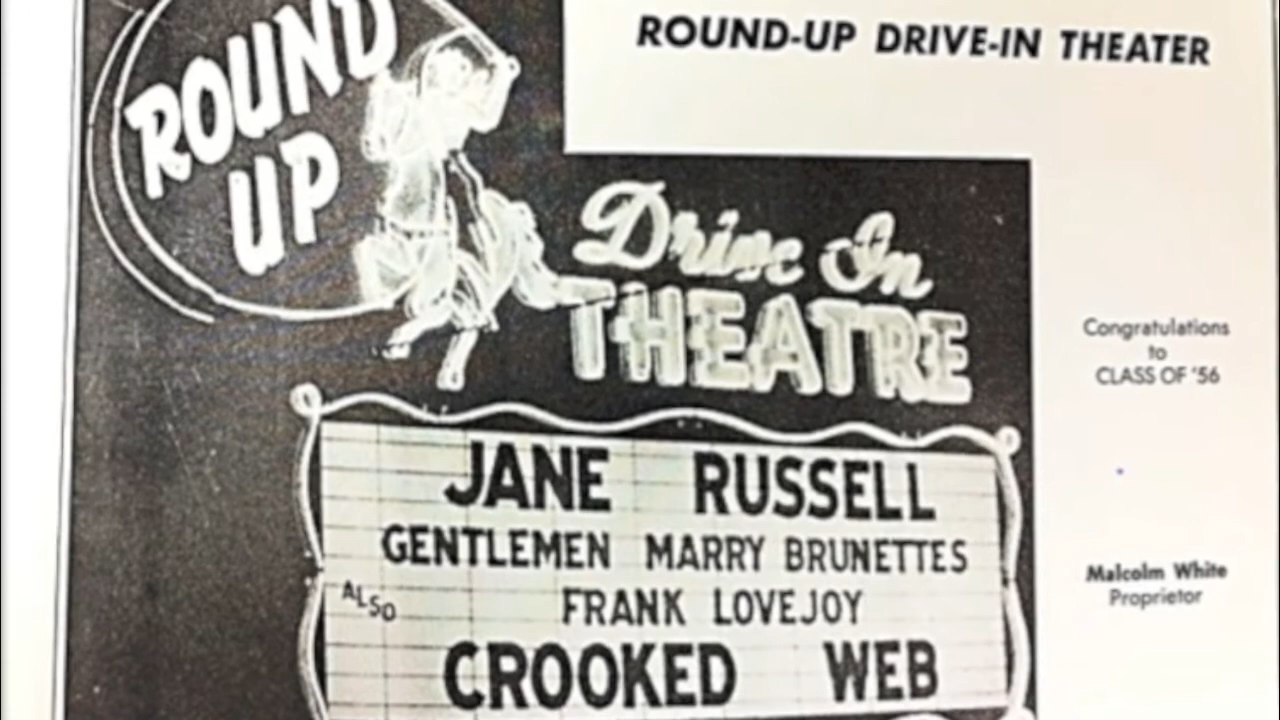 ROUND-UP DRIVE-IN THEATER
ROUND
UP
Drive In
THEATRE
JANE RUSSELL
GENTLEMEN MARRY BRUNETTES
ALSO
FRANK LOVEJOY
CROOKED WEB
Congratulations
to
CLASS OF '56
Malcolm White
Proprietor